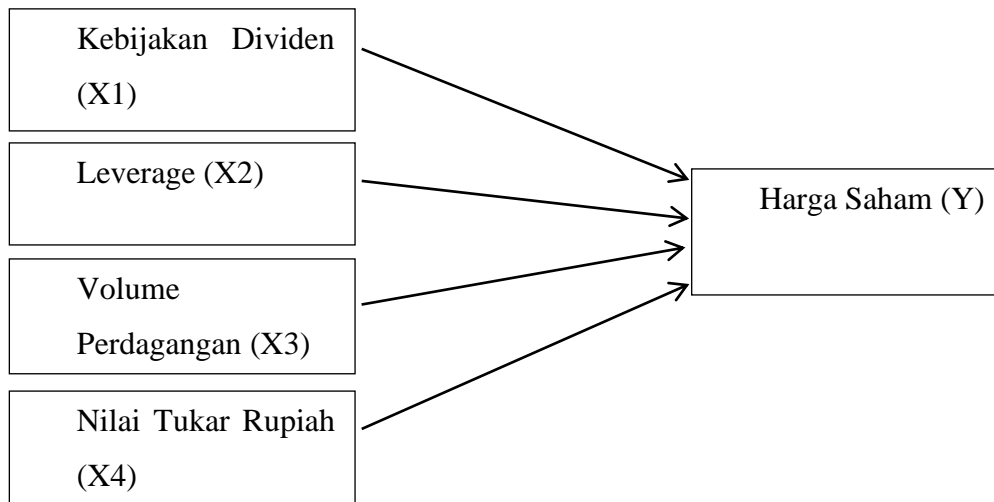 Kebijakan Dividen
(X1)
Leverage (X2)
Volume
Perdagangan (X3)
Nilai Tukar Rupiah
(X4)
Harga Saham (Y)